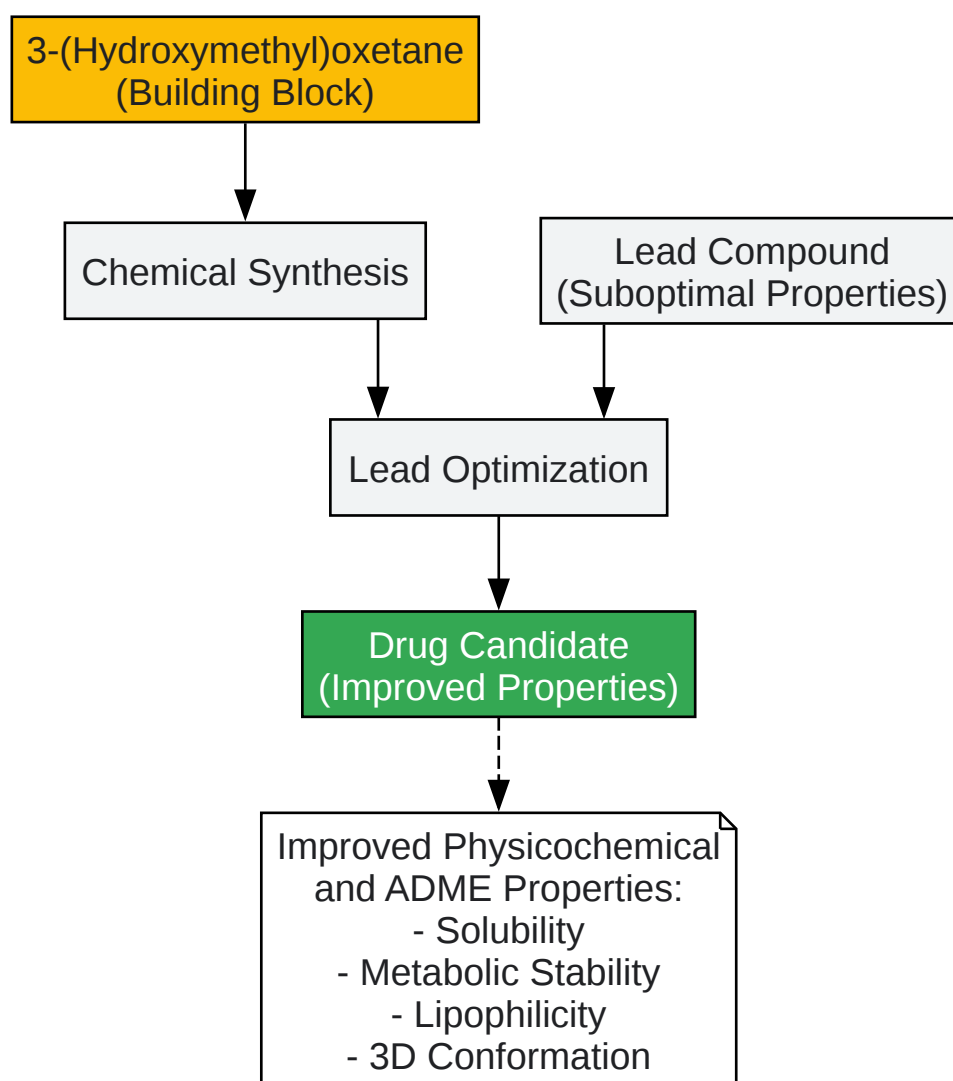 3-(Hydroxymethyl)oxetane
(Building Block)
Chemical Synthesis
Lead Compound
(Suboptimal Properties)
Lead Optimization
Drug Candidate
(Improved Properties)
Improved Physicochemical
and ADME Properties:
- Solubility
- Metabolic Stability
- Lipophilicity
- 3D Conformation